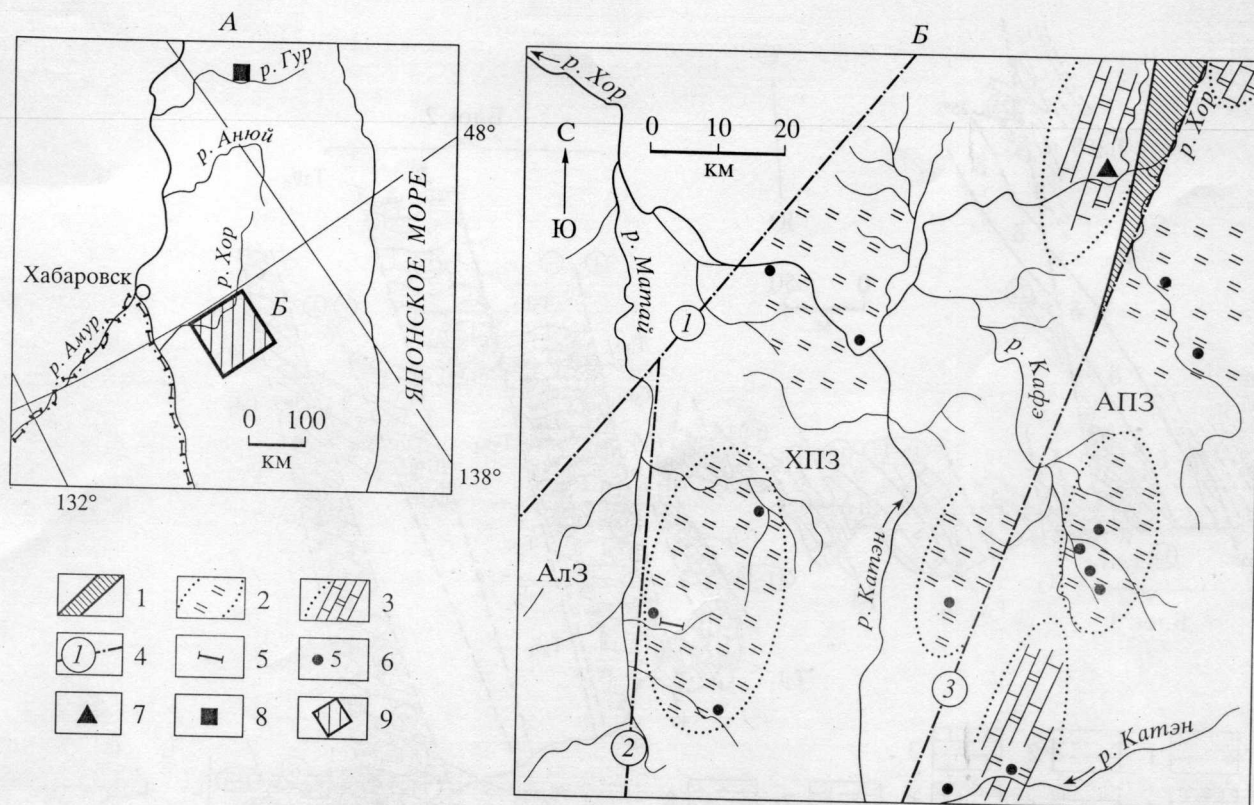 А
р. Гур
р. Анюй
48°
р. Хор
Хабаровск
Б
р. Амур
ЯПОНСКОЕ МОРЕ
0 100
км
132°
138°
1
2
3
1 4
5
5 6
7
8
9
Б
р. Хор
С
Ю
0 10 20
км
р. Хор
р. Матай
1
р. Кафэ
АПЗ
ХПЗ
АлЗ
р. Катэн
3
2
р. Катэн